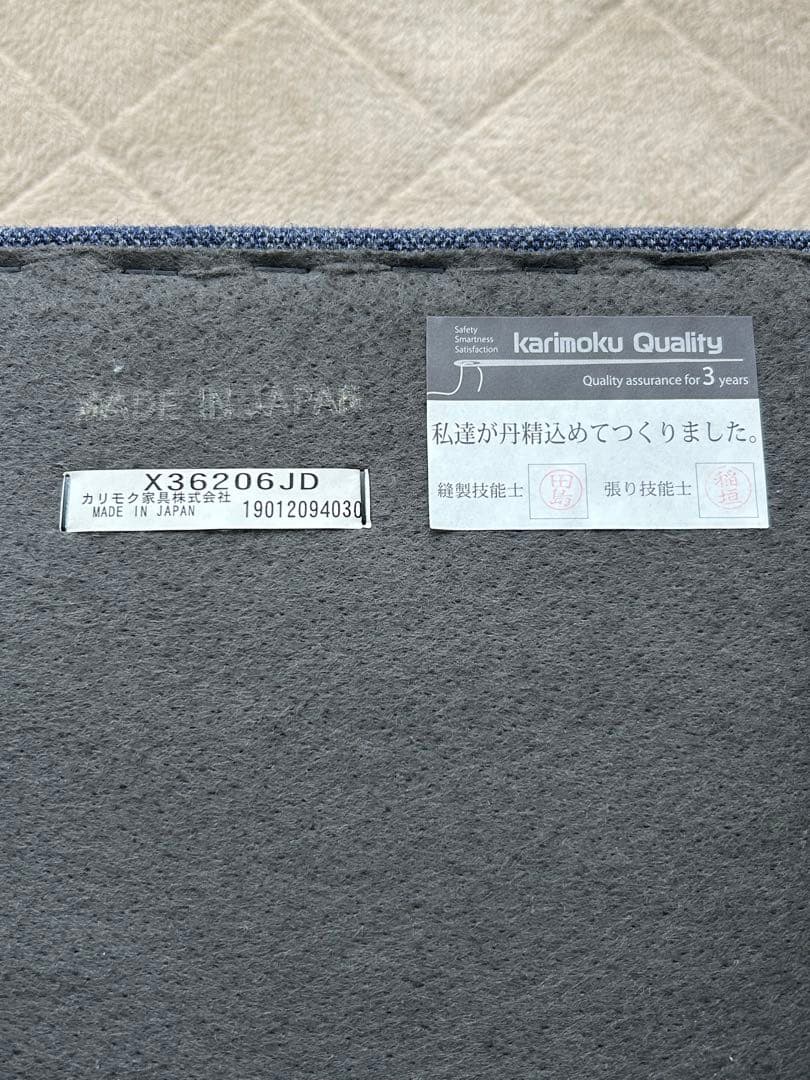 Safety
Smartness
Satisfaction
karimoku Quality
Quality assurance for 3 years
私達が丹精込めてつくりました。
縫製技能士 田島 張り技能士 稲垣
MADE IN JAPAN
X36206JD
カリモク家具株式会社
MADE IN JAPAN 19012094030